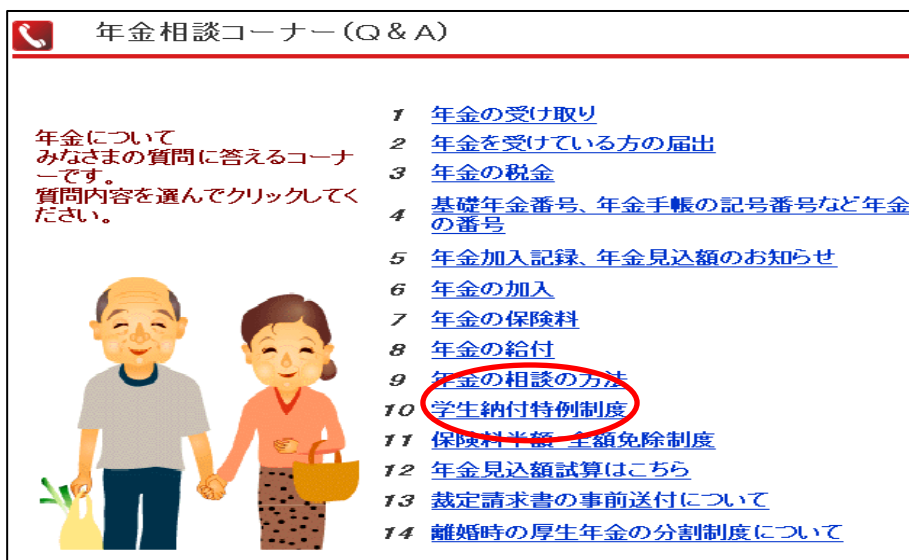 年金相談コーナー(Q&A)
年金について
みなさまの質問に答えるコーナ
ーです。
質問内容を選んでクリックしてく
ださい。
1 年金の受け取り
2 年金を受けている方の届出
3 年金の税金
4 基礎年金番号、年金手帳の記号番号など年金
の番号
5 年金加入記録、年金見込額のお知らせ
6 年金の加入
7 年金の保険料
8 年金の給付
9 年金の相談の方法
10 学生納付特例制度
11 保険料半額・全額免除制度
12 年金見込額試算はこちら
13 裁定請求書の事前送付について
14 離婚時の厚生年金の分割制度について